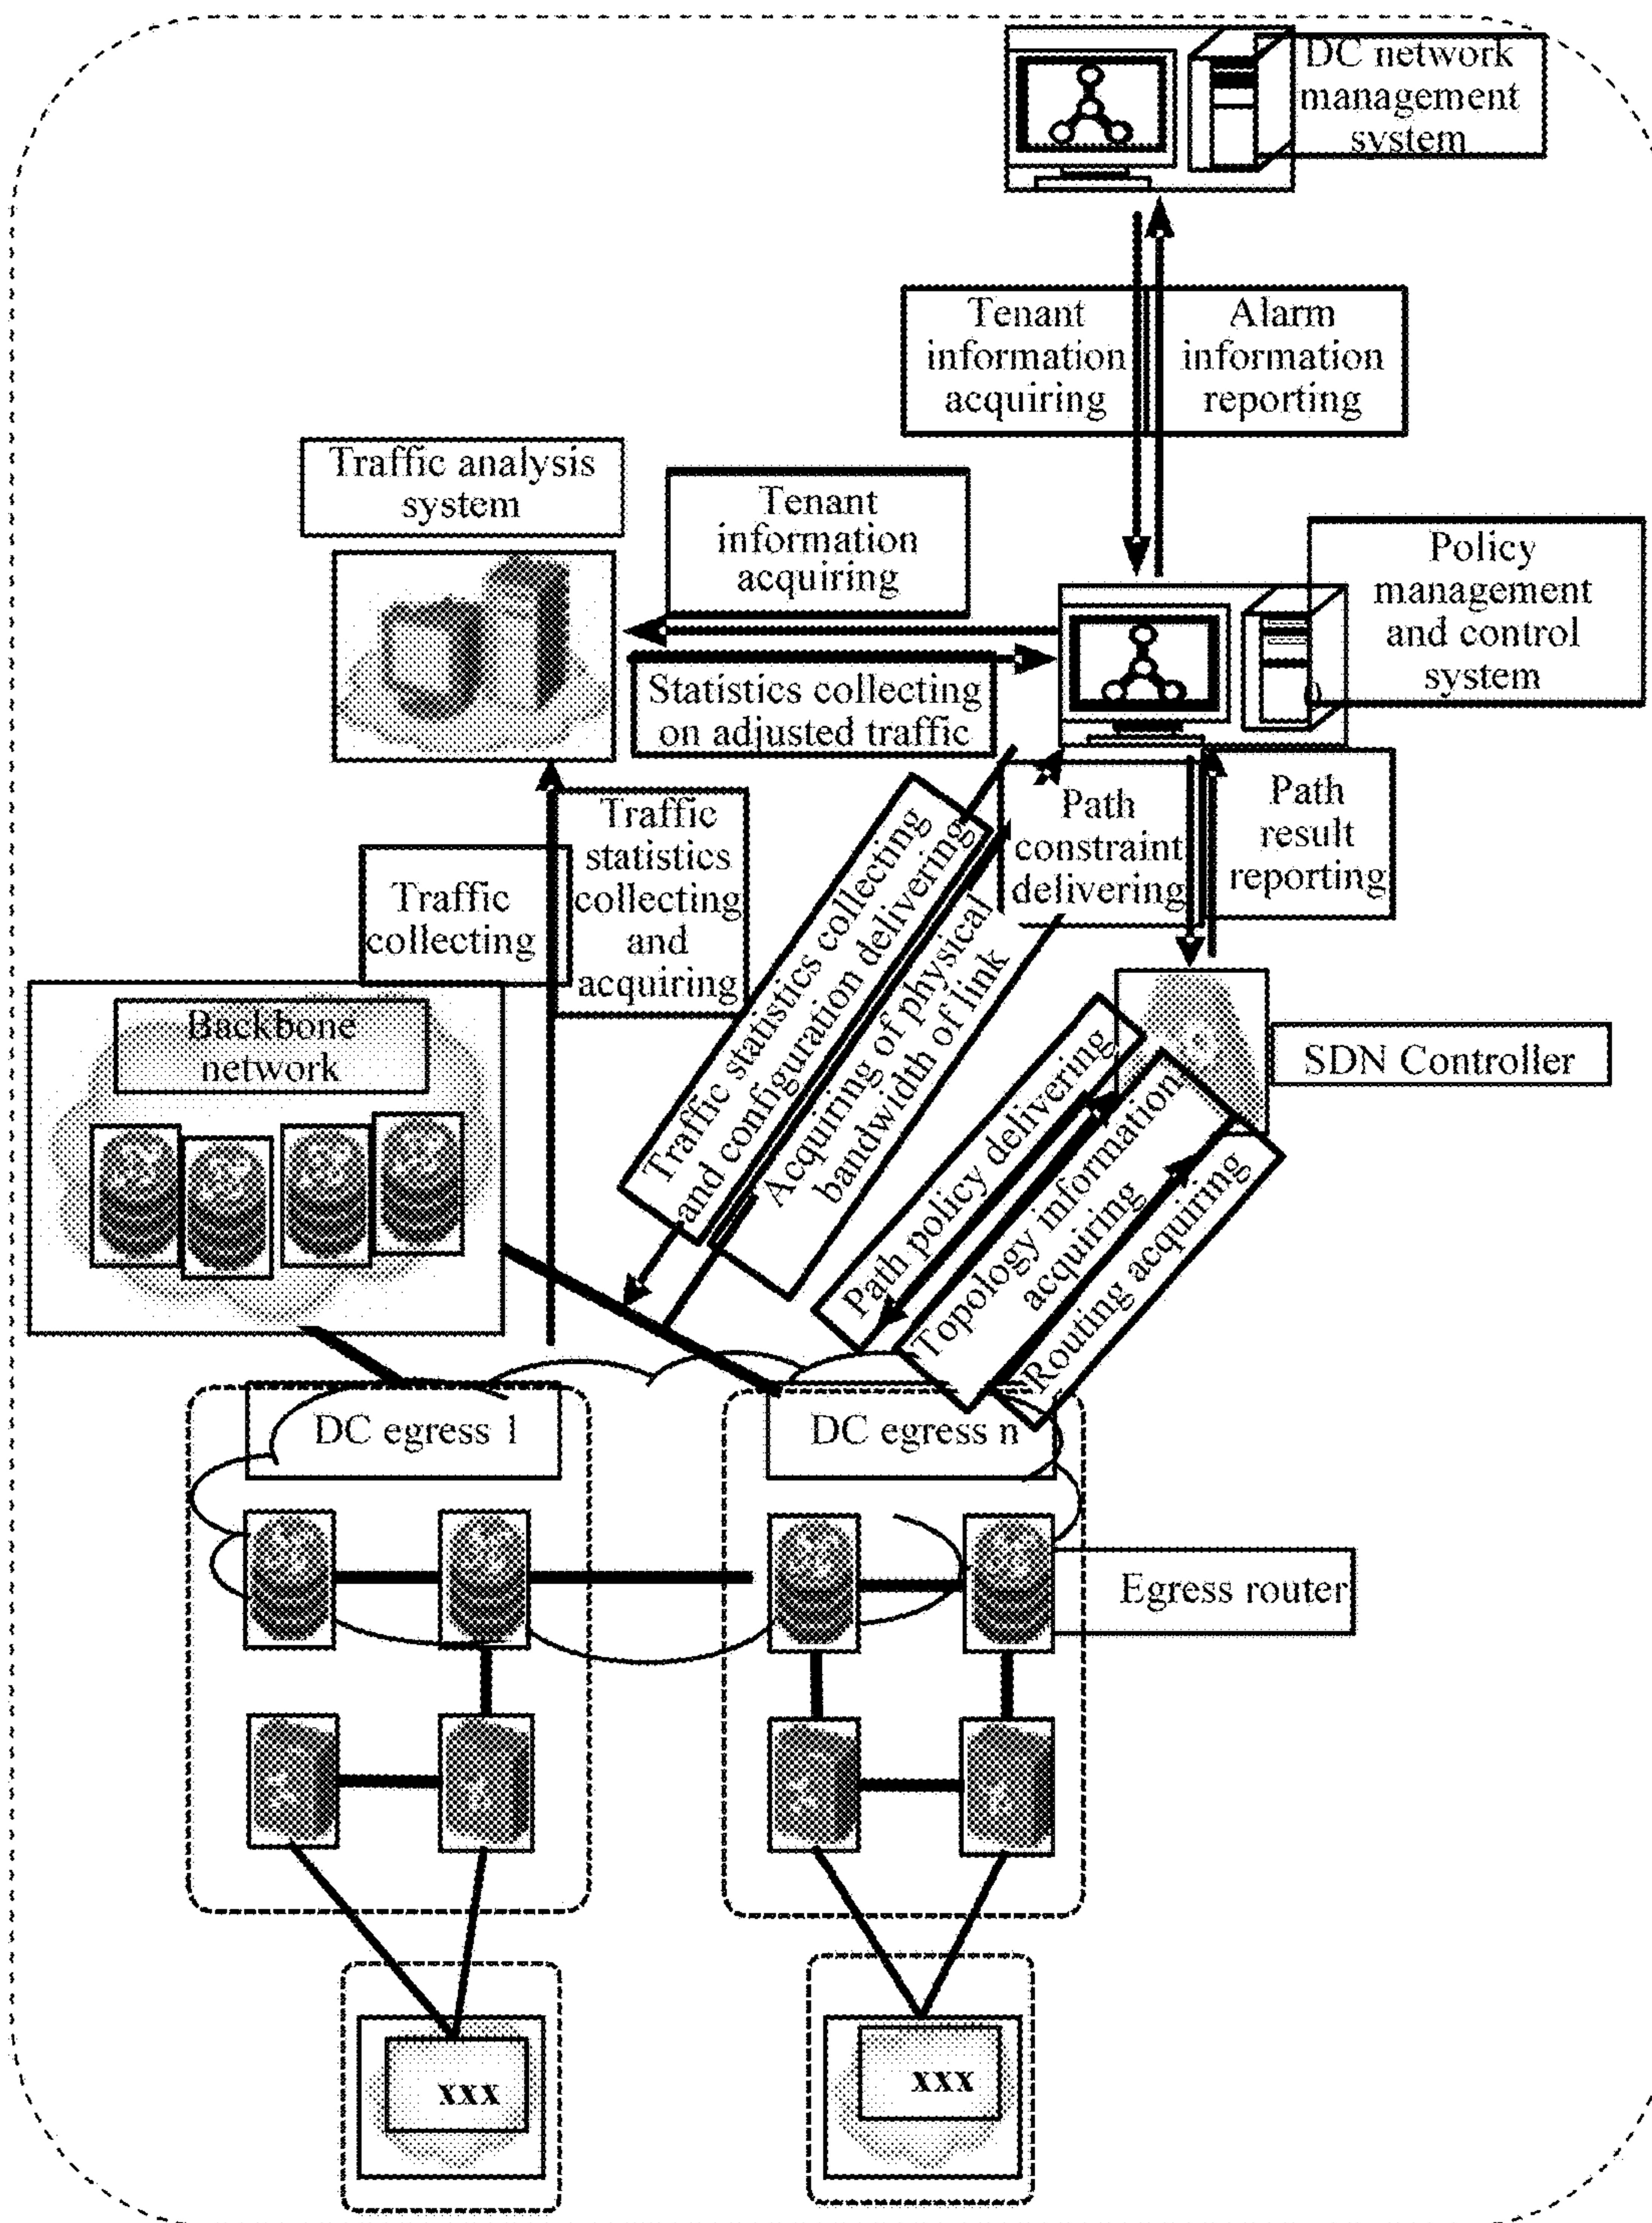 DC network
management
system
Tenant
information
acquiring
Alarm
information
reporting
Traffic analysis
system
Tenant
information
acquiring
Policy
management
and control
system
Statistics collecting
on adjusted traffic
Traffic
collecting
Traffic
statistics
collecting
and
acquiring
Traffic statistics collecting
and configuration delivering
Acquiring of physical
bandwidth of link
Path
constraint
delivering
Path
result
reporting
Backbone
network
SDN Controller
Path policy delivering
Topology information
acquiring
Routing acquiring
DC egress 1
DC egress n
Egress router
xxx
xxx